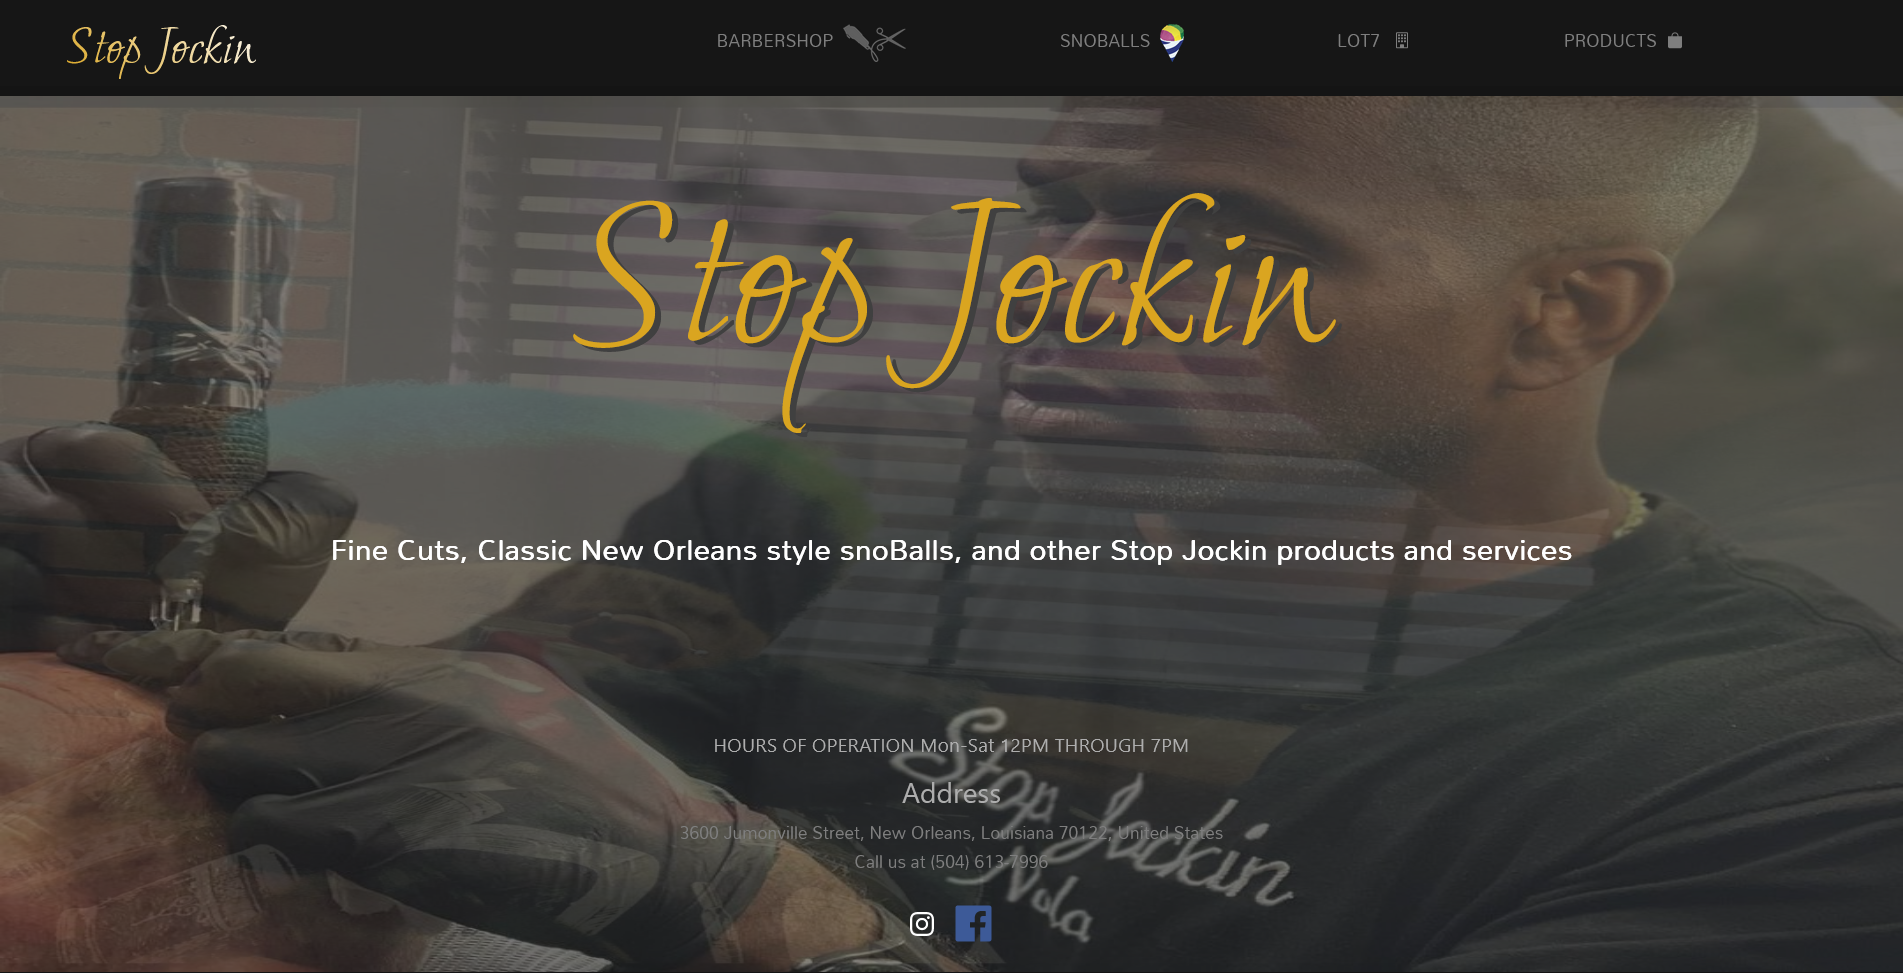 Stop Jockin
BARBERSHOP
SNOBALLS
LOT7
PRODUCTS
Stop Jockin
Fine Cuts, Classic New Orleans style snoBalls, and other Stop Jockin products and services
HOURS OF OPERATION Mon-Sat 12PM THROUGH 7PM
Address
3600 Jumonville Street, New Orleans, Louisiana 70122, United States
Call us at (504) 613-7996
Stop Jockin
Nola